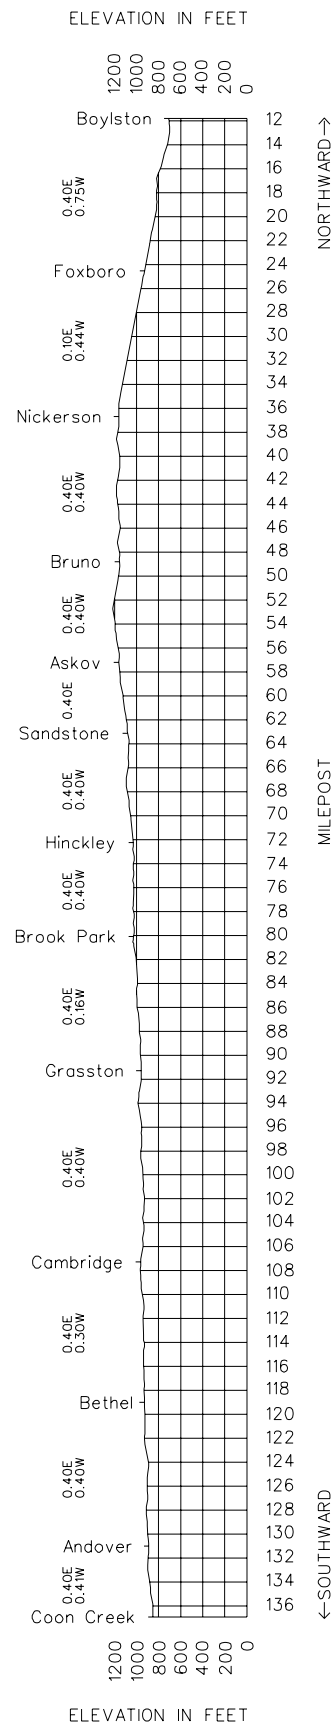 ELEVATION IN FEET
1200 1000 800 600 400 200 0
Boylston 12
14
16
0.40E
0.75W
18
20
22
Foxboro 24
26
28
0.10E
0.44W
30
32
34
36
Nickerson
38
40
0.40E
0.40W
42
44
46
48
Bruno
50
52
0.40E
0.40W
54
56
Askov
58
0.40E
60
62
Sandstone
64
66
0.40E
0.40W
68
70
Hinckley 72
74
0.40E
0.40W
76
78
Brook Park 80
82
84
0.40E
0.16W
86
88
90
Grasston
92
94
96
0.40E
0.40W
98
100
102
104
106
Cambridge
108
110
0.40E
0.30W
112
114
116
118
Bethel
120
122
0.40E
0.40W
124
126
128
130
Andover
132
0.40E
0.41W
134
Coon Creek 136
1200 1000 800 600 400 200 0
ELEVATION IN FEET
NORTHWARD→
MILEPOST
←SOUTHWARD